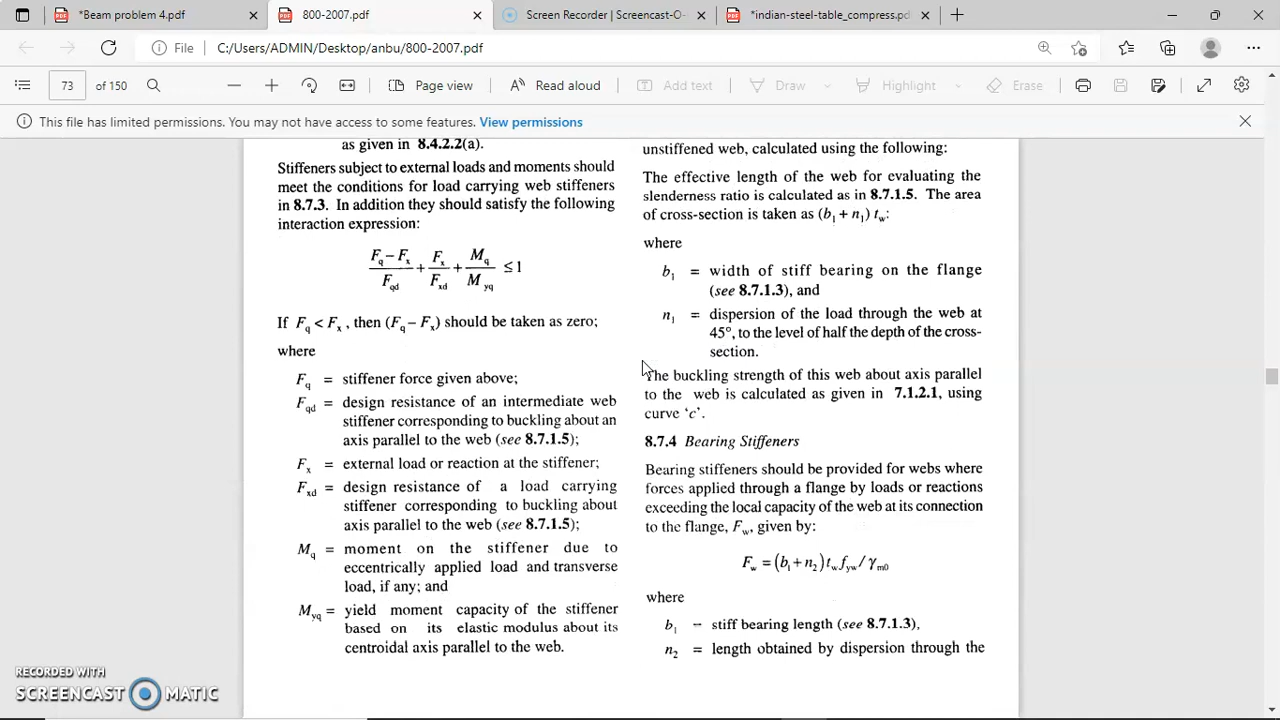 *Beam problem 4.pdf
800-2007.pdf
Screen Recorder | Screencast-O-
*indian-steel-table_compress.pd
File
C:/Users/ADMIN/Desktop/anbu/800-2007.pdf
73 of 150
Page view
Read aloud
Add text
Draw
Highlight
Erase
This file has limited permissions. You may not have access to some features. View permissions
as given in 8.4.2.2(a).
Stiffeners subject to external loads and moments should
meet the conditions for load carrying web stiffeners
in 8.7.3. In addition they should satisfy the following
interaction expression:
(F_q – F_x)/F_qd + F_x/F_xd + M_q/M_yq ≤ 1
If F_q < F_x, then (F_q – F_x) should be taken as zero;
where
F_q = stiffener force given above;
F_qd = design resistance of an intermediate web
stiffener corresponding to buckling about an
axis parallel to the web (see 8.7.1.5);
F_x = external load or reaction at the stiffener;
F_xd = design resistance of a load carrying
stiffener corresponding to buckling about
axis parallel to the web (see 8.7.1.5);
M_q = moment on the stiffener due to
eccentrically applied load and transverse
load, if any; and
M_yq = yield moment capacity of the stiffener
based on its elastic modulus about its
centroidal axis parallel to the web.
unstiffened web, calculated using the following:
The effective length of the web for evaluating the
slenderness ratio is calculated as in 8.7.1.5. The area
of cross-section is taken as (b₁ + n₁) t_w:
where
b₁ = width of stiff bearing on the flange
(see 8.7.1.3), and
n₁ = dispersion of the load through the web at
45°, to the level of half the depth of the cross-
section.
The buckling strength of this web about axis parallel
to the web is calculated as given in 7.1.2.1, using
curve ‘c’.
8.7.4 Bearing Stiffeners
Bearing stiffeners should be provided for webs where
forces applied through a flange by loads or reactions
exceeding the local capacity of the web at its connection
to the flange, F_w, given by:
F_w = (b₁ + n₂) t_w f_yw / γ_m0
where
b₁ – stiff bearing length (see 8.7.1.3),
n₂ = length obtained by dispersion through the
RECORDED WITH
SCREENCAST MATIC